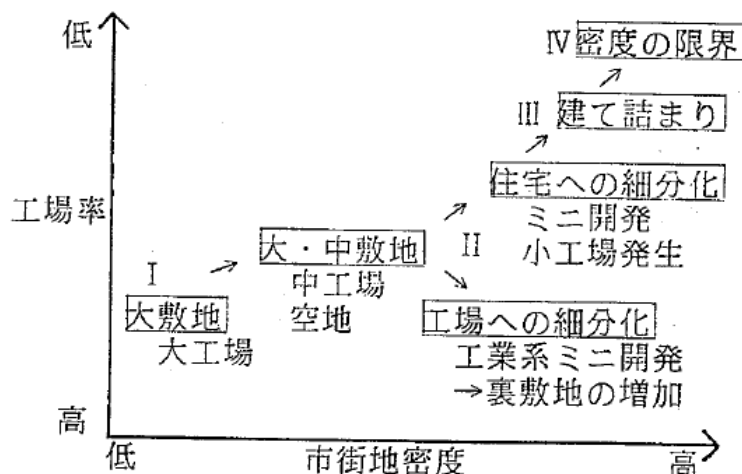 低
Ⅳ密度の限界
Ⅲ 建て詰まり
住宅への細分化
ミニ開発
小工場発生
工場率
大・中敷地
Ⅱ
中工場
空地
Ⅰ
大敷地
大工場
工場への細分化
工業系ミニ開発
→裏敷地の増加
高
低
市街地密度
高